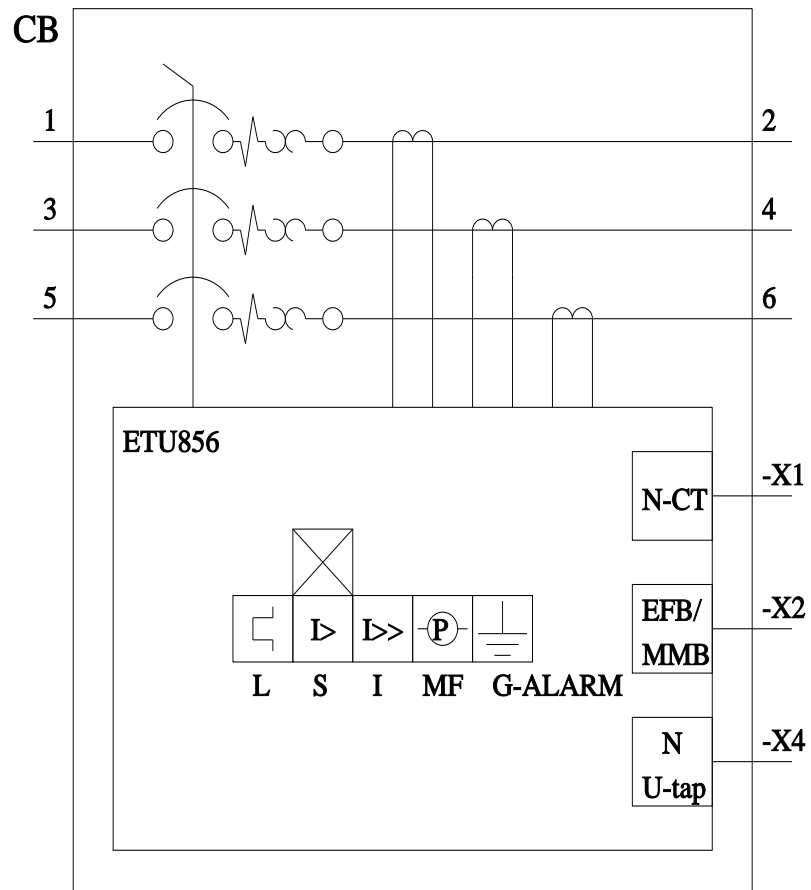 CB
1
2
3
4
5
6
ETU856
N-CT
-X1
EFB/
MMB
-X2
I>
I>>
P
L
S
I
MF
G-ALARM
N
U-tap
-X4